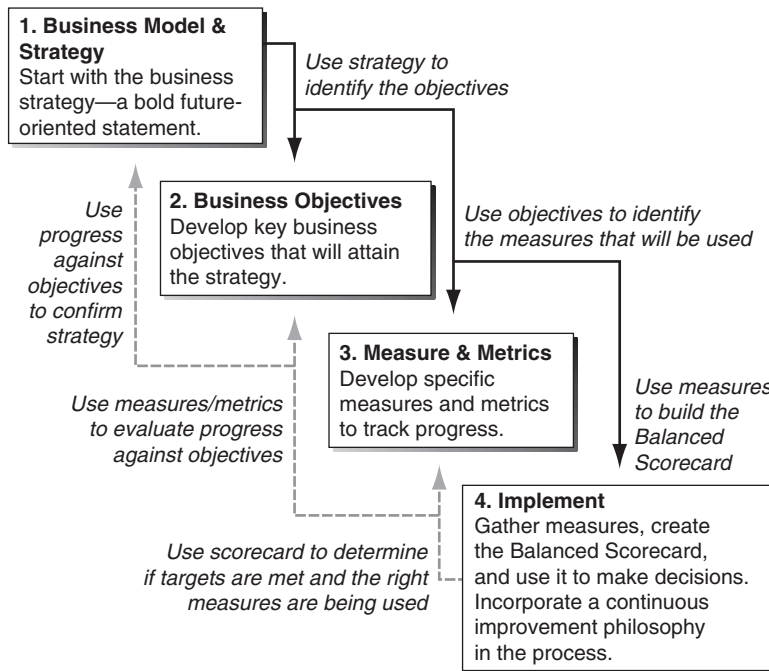 1. Business Model &
Strategy
Start with the business
strategy—a bold future-
oriented statement.
Use strategy to
identify the objectives
2. Business Objectives
Develop key business
objectives that will attain
the strategy.
Use
progress
against
objectives
to confirm
strategy
Use objectives to identify
the measures that will be used
3. Measure & Metrics
Develop specific
measures and metrics
to track progress.
Use measures/metrics
to evaluate progress
against objectives
Use measures
to build the
Balanced
Scorecard
4. Implement
Gather measures, create
the Balanced Scorecard,
and use it to make decisions.
Incorporate a continuous
improvement philosophy
in the process.
Use scorecard to determine
if targets are met and the right
measures are being used